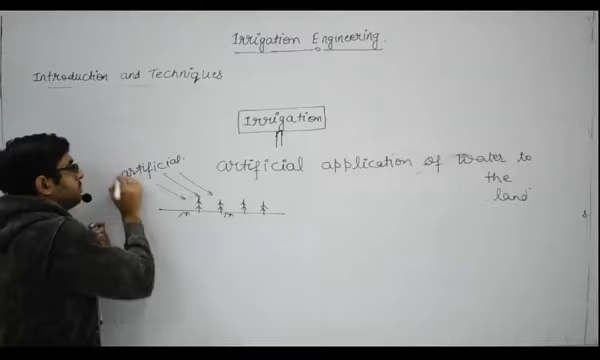 Irrigation Engineering.
Introduction and Techniques
Irrigation
artificial.
artificial application of Water to
the
land